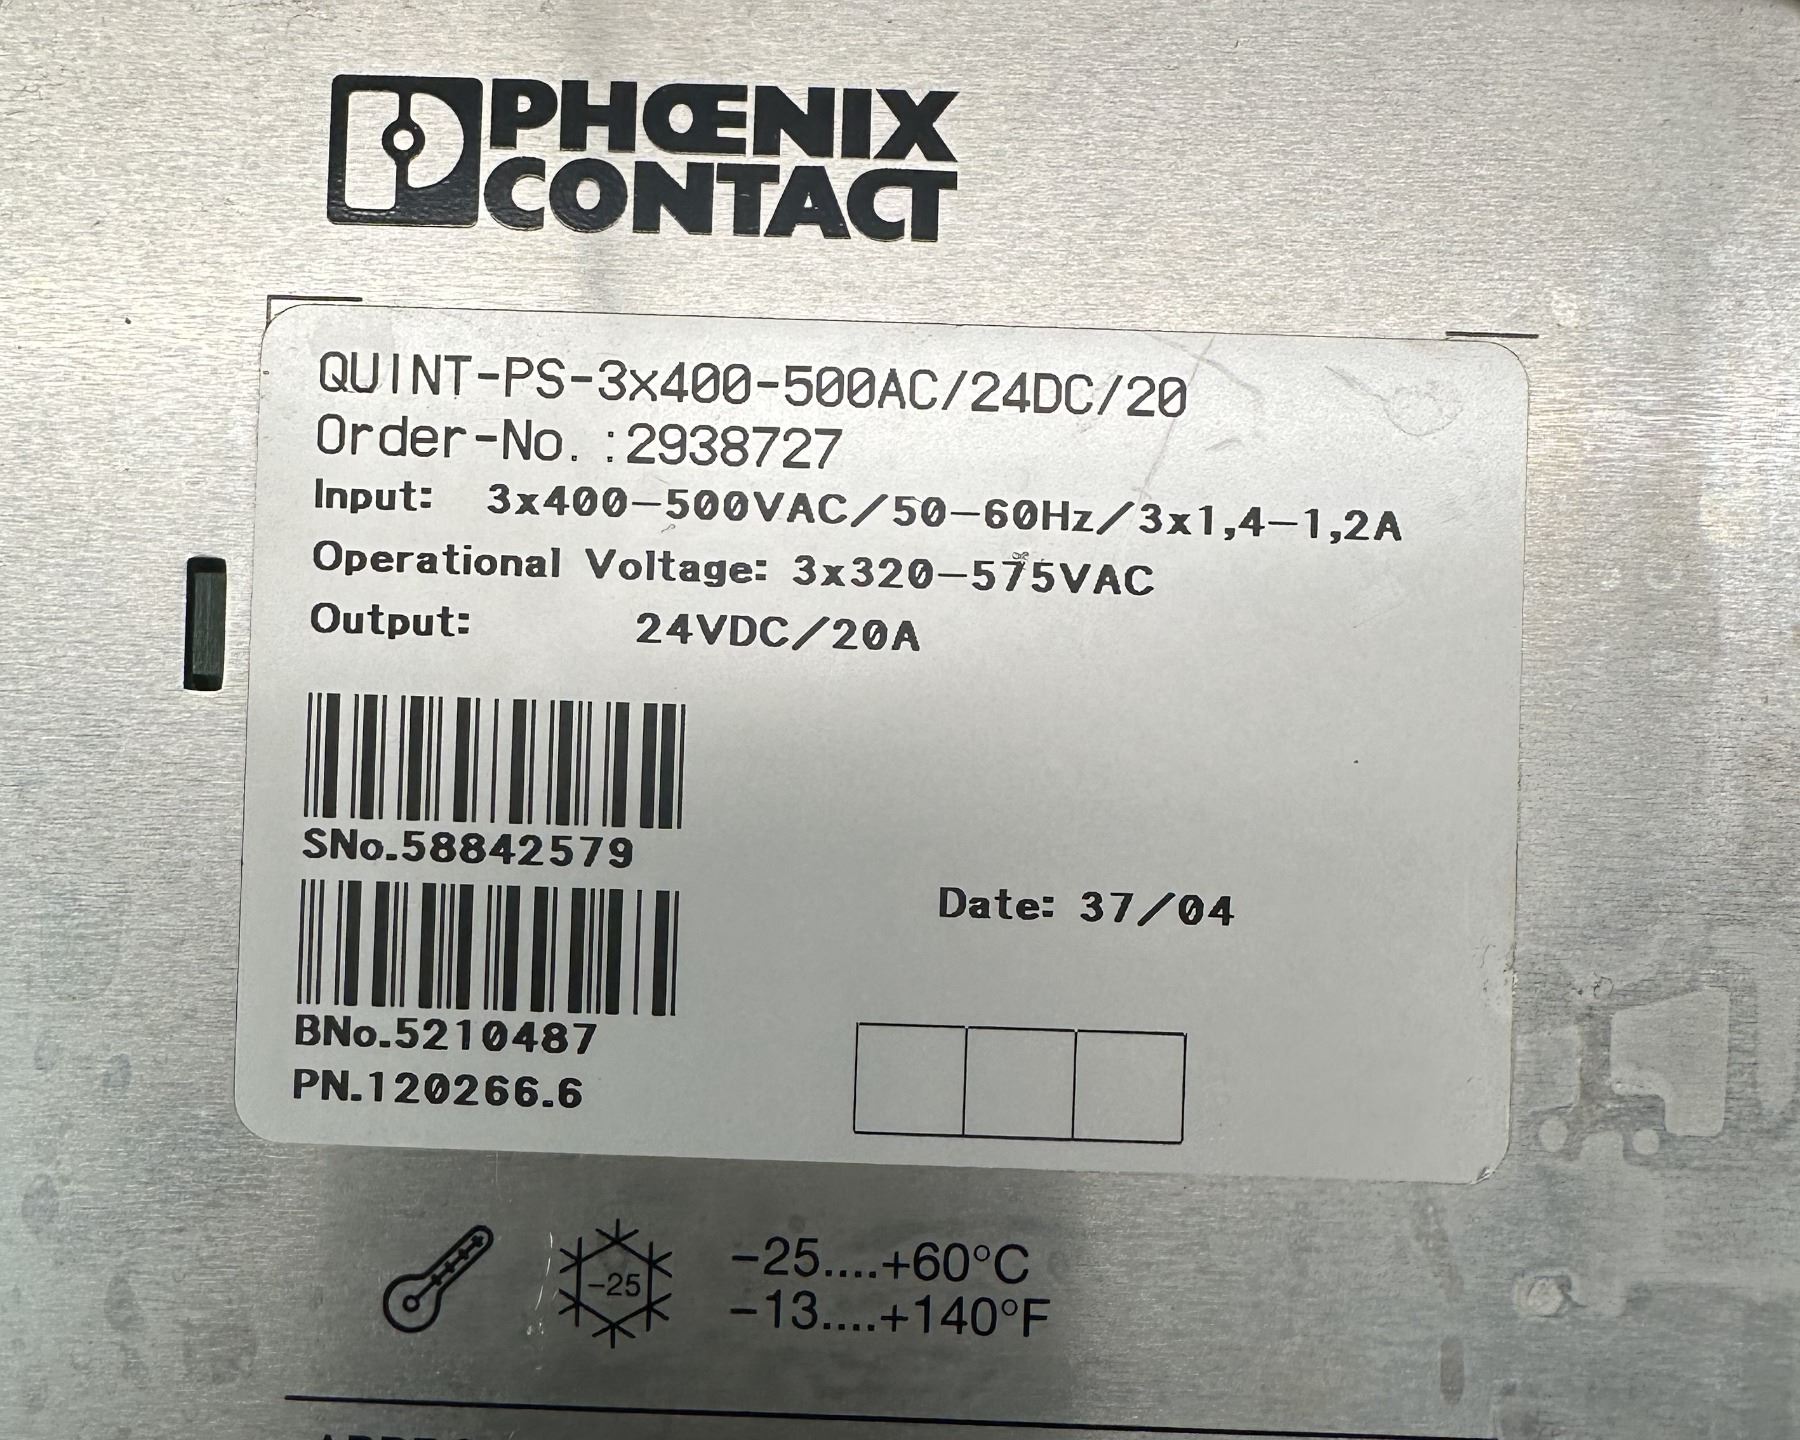 PHŒNIX
CONTACT
QUINT-PS-3x400-500AC/24DC/20
Order-No. :2938727
Input: 3x400-500VAC/50-60Hz/3x1,4-1,2A
Operational Voltage: 3x320-575VAC
Output: 24VDC/20A
SNo.58842579
Date: 37/04
BNo.5210487
PN.120266.6
-25
-25....+60°C
-13....+140°F